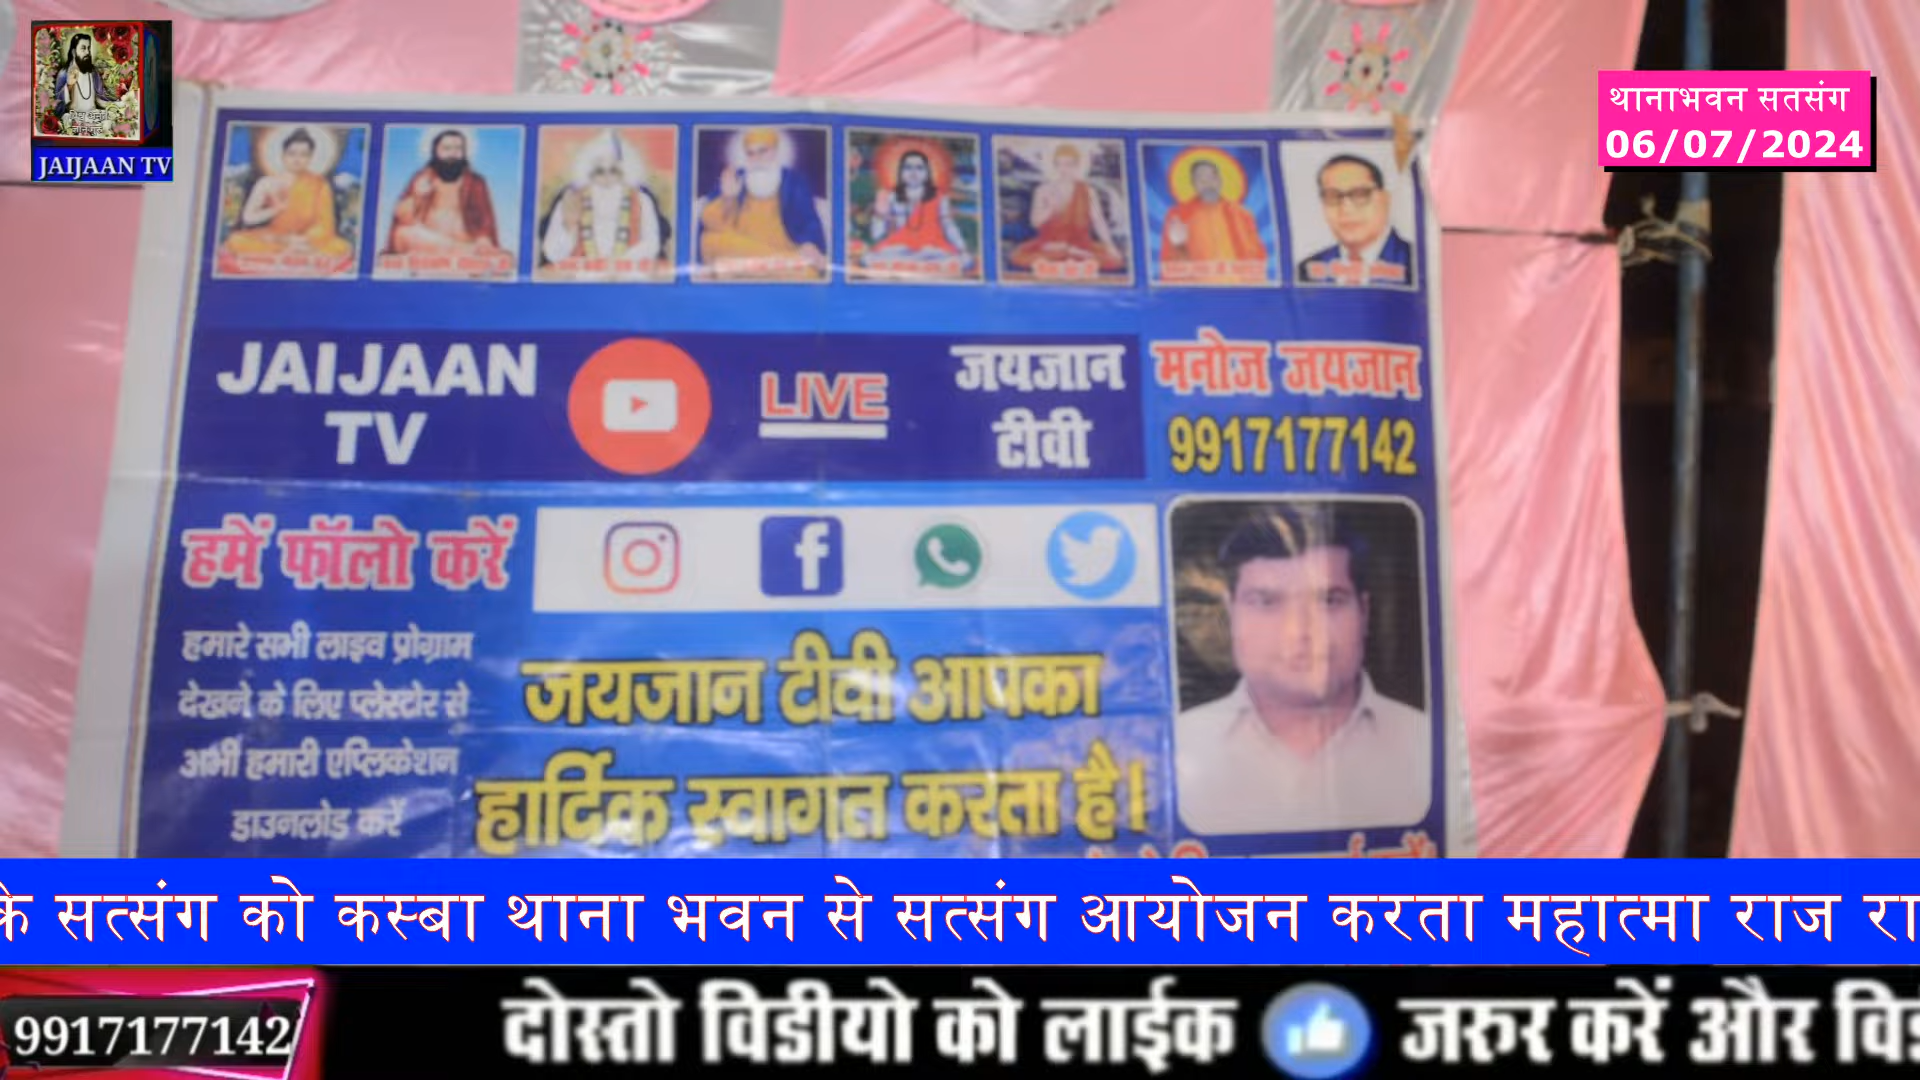 JAIJAAN TV
थानाभवन सतसंग
06/07/2024
JAIJAAN
TV
LIVE
जयजान
टीवी
मनोज जयजान
9917177142
हमें फॉलो करें
हमारे सभी लाइव प्रोग्राम
देखने के लिए प्लेस्टोर से
अभी हमारी एप्लिकेशन
डाउनलोड करें
जयजान टीवी आपका
हार्दिक स्वागत करता है।
के सत्संग को कस्बा थाना भवन से सत्संग आयोजन करता महात्मा राज रा
9917177142
दोस्तो विडीयो को लाईक जरुर करें और विडी